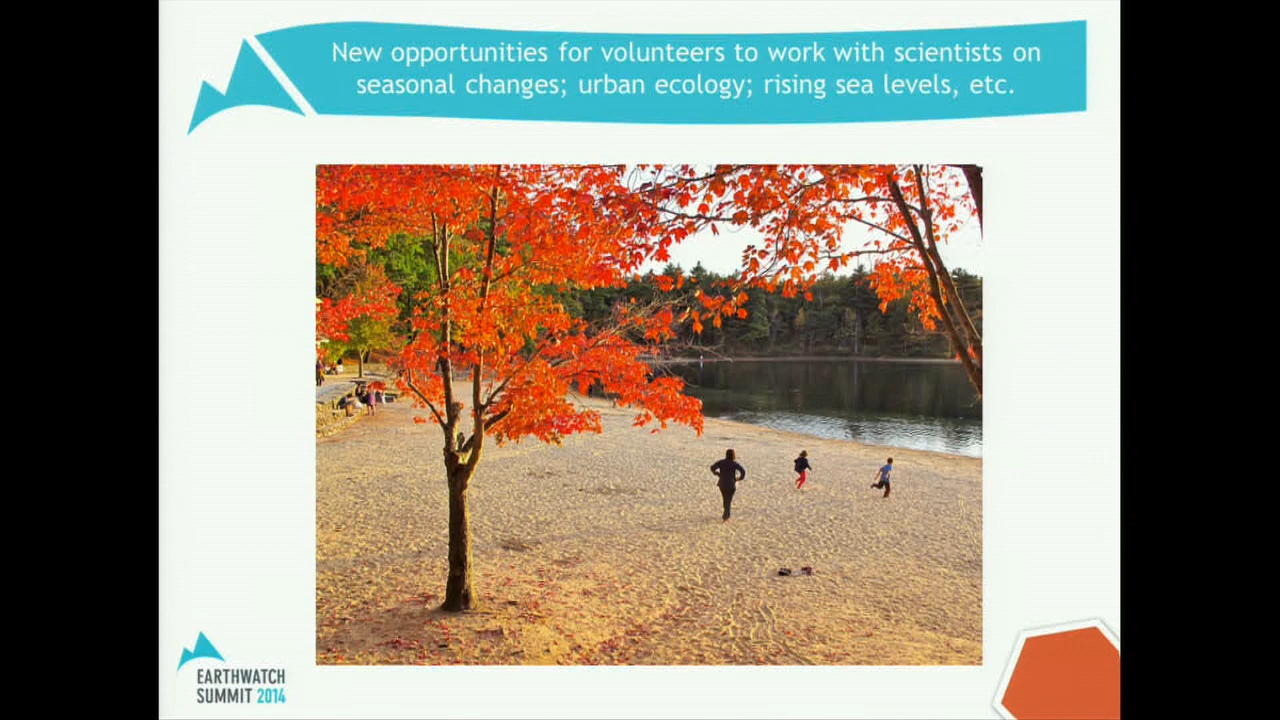 New opportunities for volunteers to work with scientists on
seasonal changes; urban ecology; rising sea levels, etc.
EARTHWATCH
SUMMIT 2014